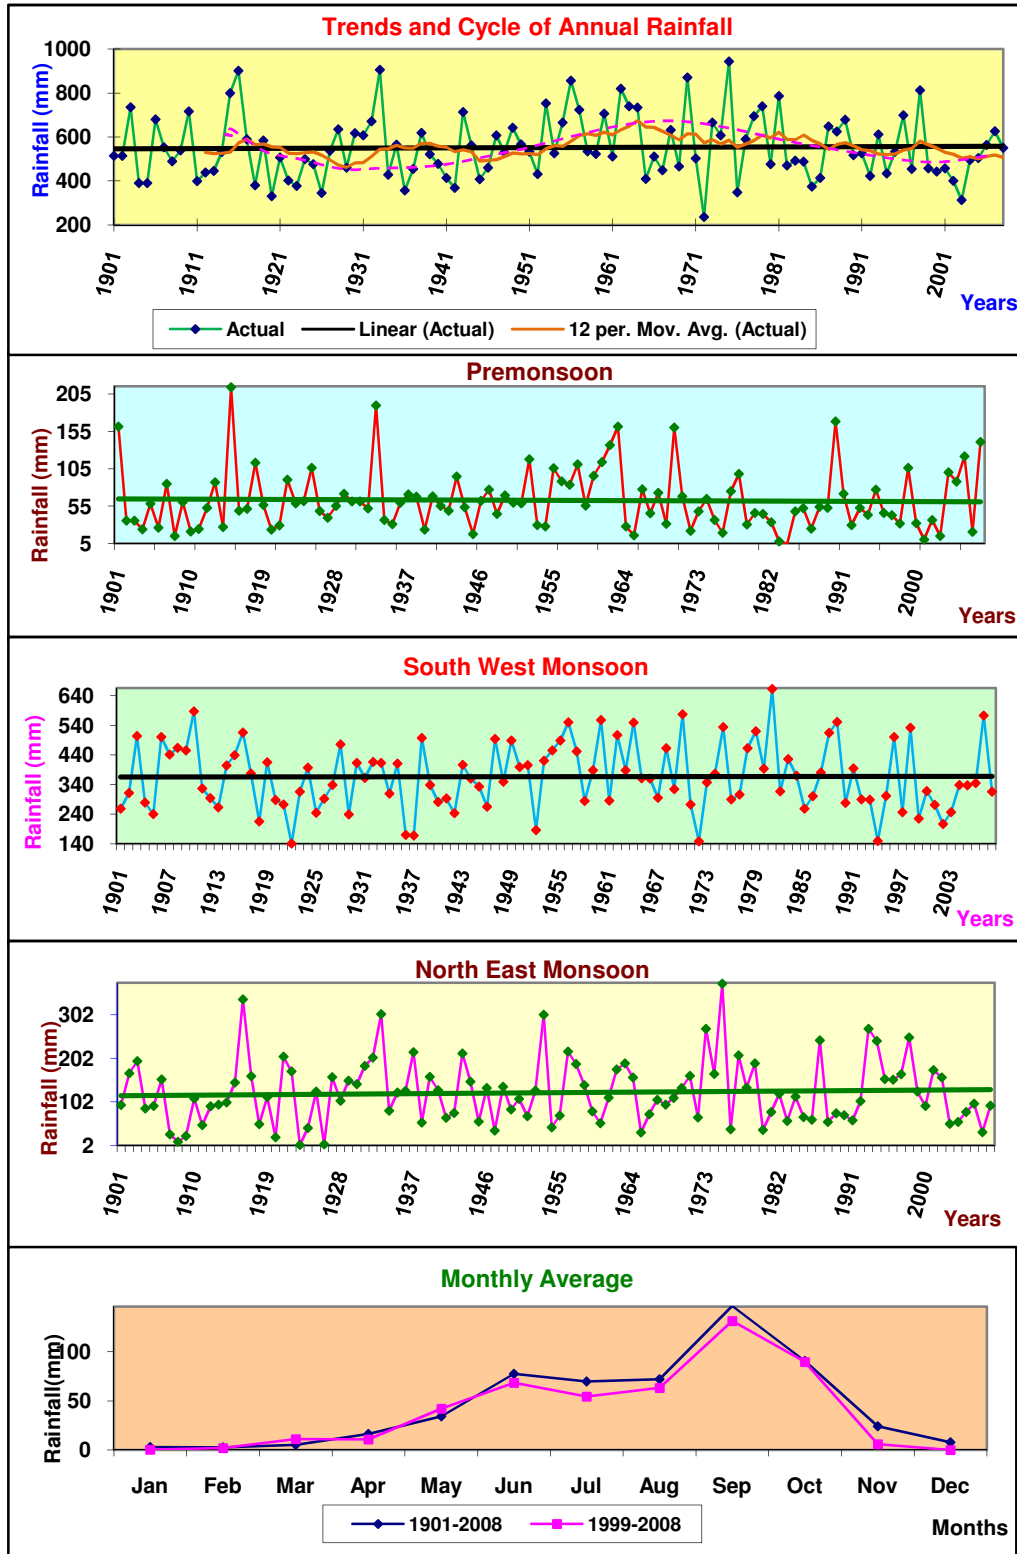 Trends and Cycle of Annual Rainfall
Rainfall (mm)
1000
800
600
400
200
1901 1911 1921 1931 1941 1951 1961 1971 1981 1991 2001
Years
Actual Linear (Actual) 12 per. Mov. Avg. (Actual)
Premonsoon
Rainfall (mm)
205
155
105
55
5
1901 1910 1919 1928 1937 1946 1955 1964 1973 1982 1991 2000
Years
South West Monsoon
Rainfall (mm)
640
540
440
340
240
140
1901 1907 1913 1919 1925 1931 1937 1943 1949 1955 1961 1967 1973 1979 1985 1991 1997 2003
Years
North East Monsoon
Rainfall (mm)
302
202
102
2
1901 1910 1919 1928 1937 1946 1955 1964 1973 1982 1991 2000
Years
Monthly Average
Rainfall(mm)
100
50
0
Jan Feb Mar Apr May Jun Jul Aug Sep Oct Nov Dec
1901-2008 1999-2008
Months